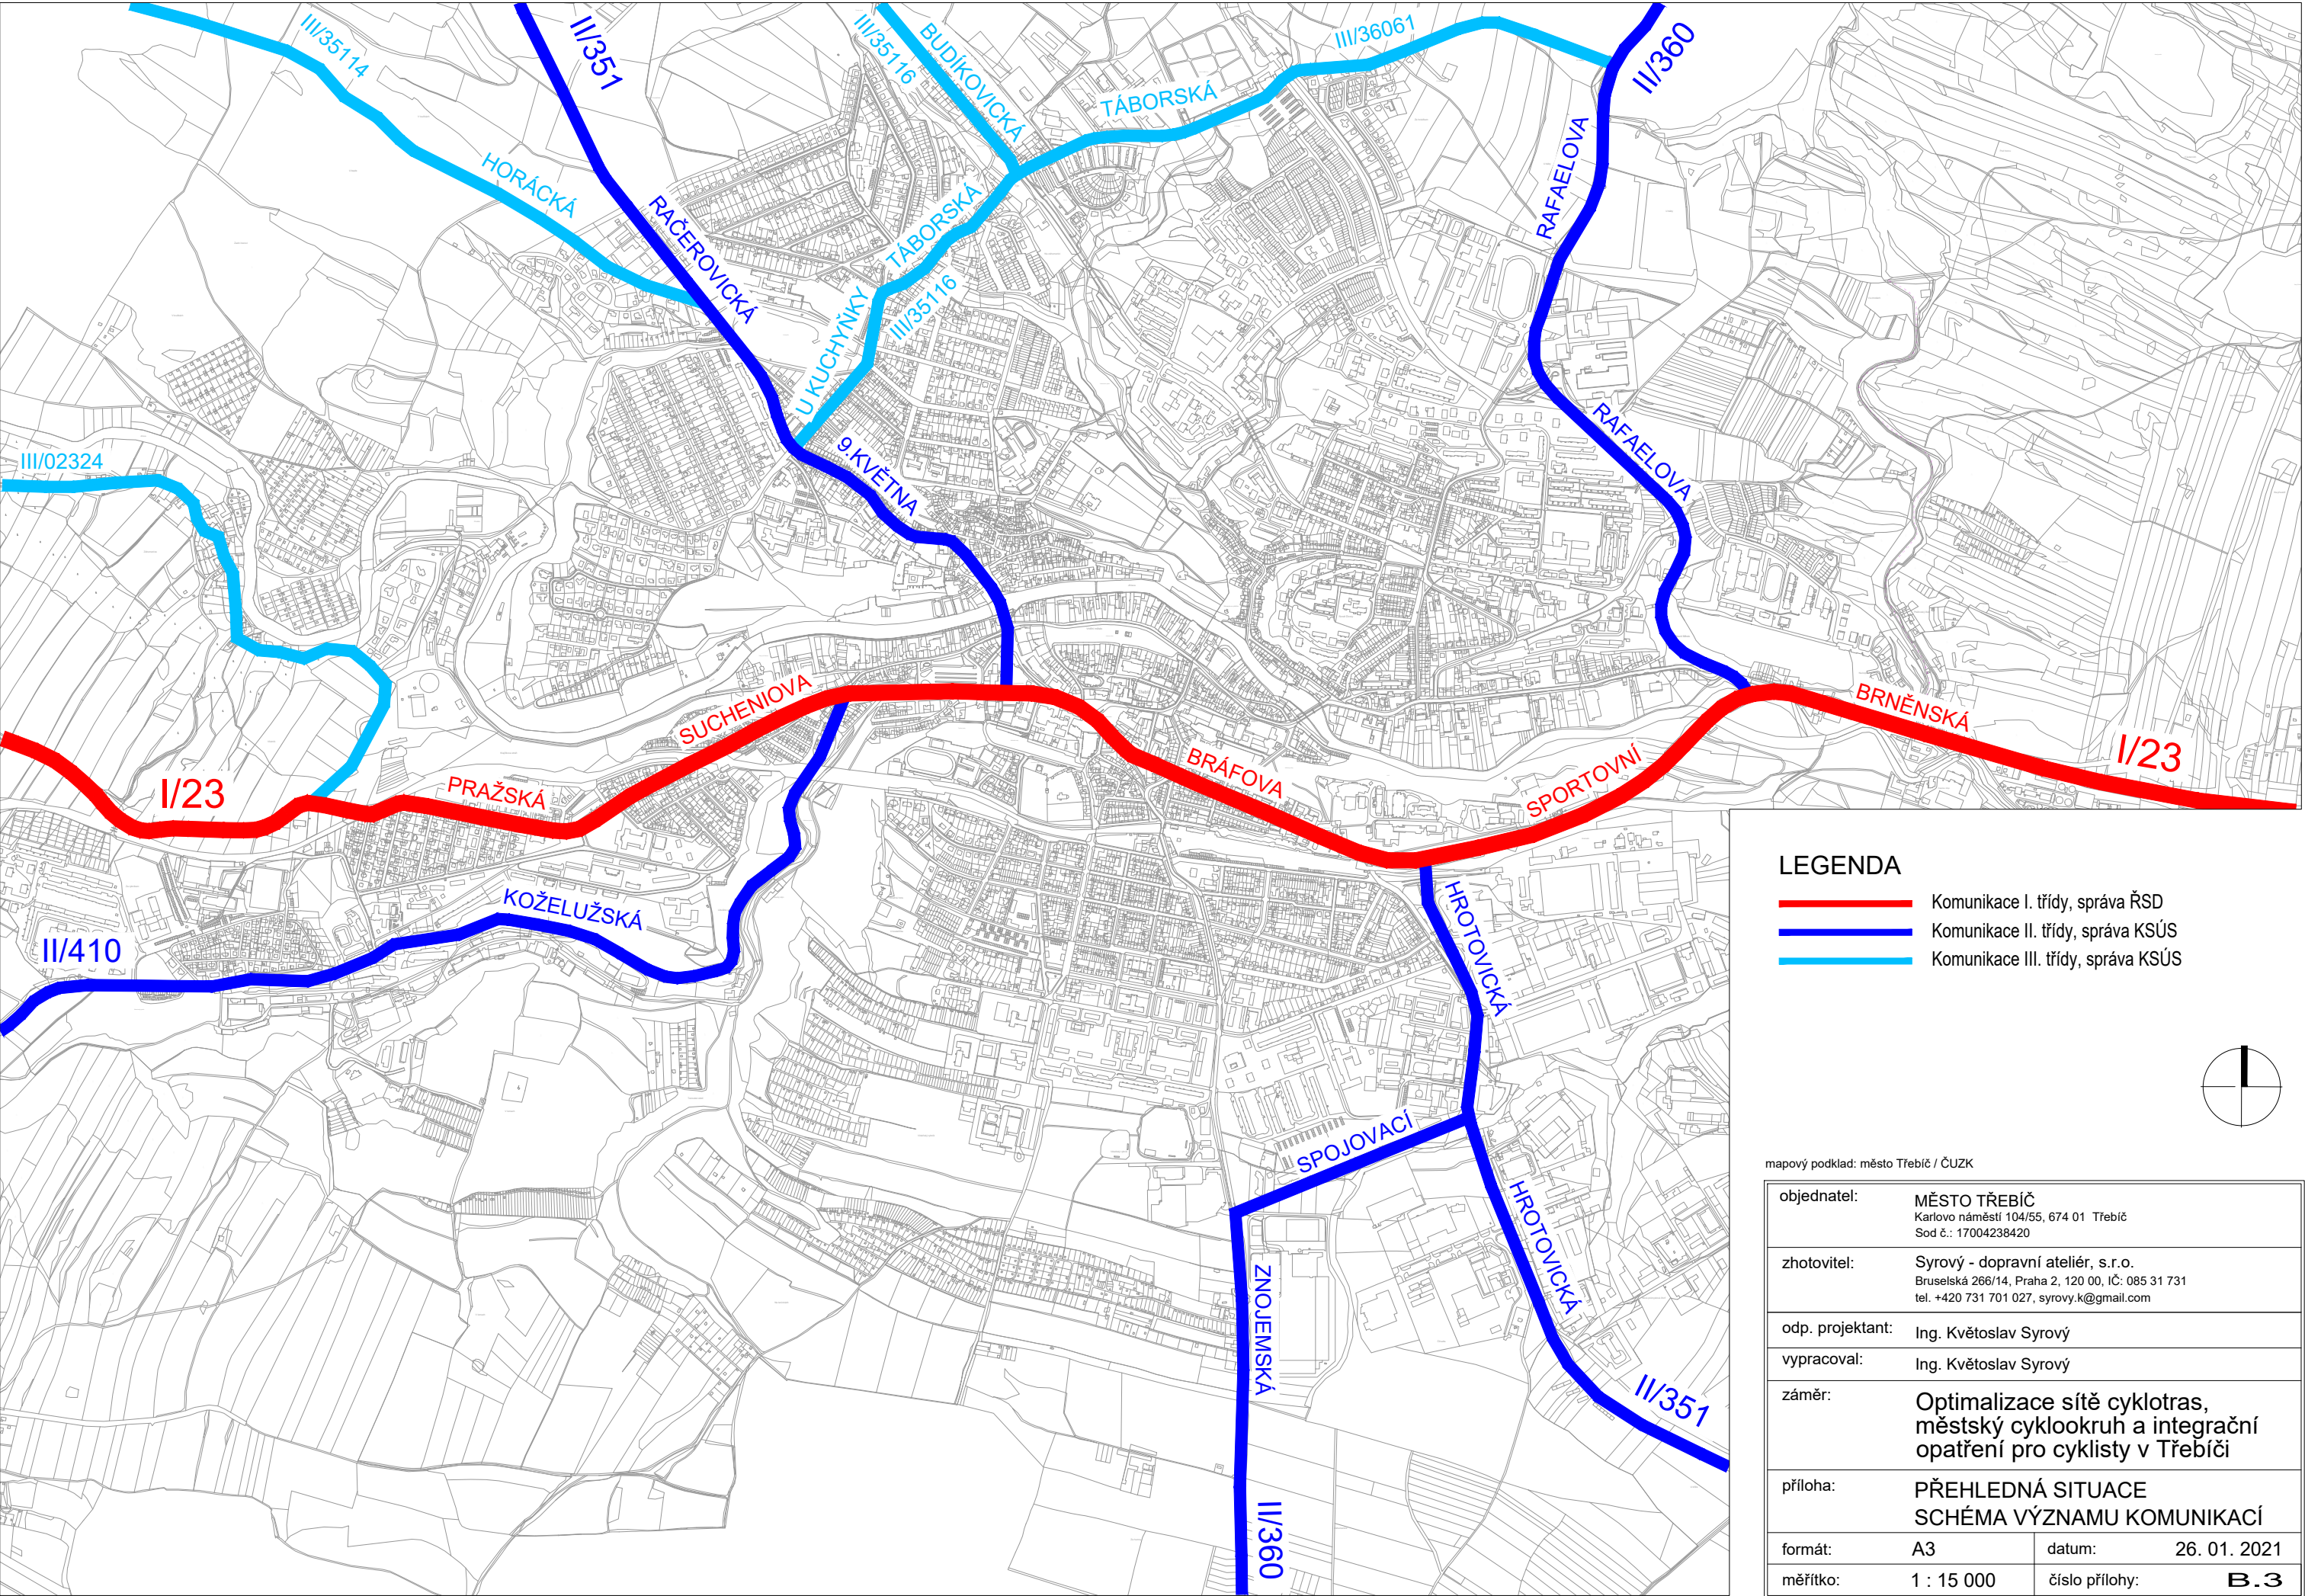 III/35114
II/351
III/35116
BUDÍKOVICKÁ
III/36061
II/360
TÁBORSKÁ
HORÁCKÁ
RAČEROVICKÁ
TÁBORSKÁ
RAFAELOVA
III/35116
U KUCHYŇKY
III/02324
9.KVĚTNA
RAFAELOVA
SUCHENIOVA
BRNĚNSKÁ
I/23
I/23
PRAŽSKÁ
BRÁFOVA
SPORTOVNÍ
KOŽELUŽSKÁ
II/410
HROTOVICKÁ
SPOJOVACÍ
HROTOVICKÁ
ZNOJEMSKÁ
II/351
II/360
LEGENDA
Komunikace I. třídy, správa ŘSD
Komunikace II. třídy, správa KSÚS
Komunikace III. třídy, správa KSÚS
mapový podklad: město Třebíč / ČUZK
objednatel: MĚSTO TŘEBÍČ
Karlovo náměstí 104/55, 674 01 Třebíč
Sod č.: 17004238420
zhotovitel: Syrový - dopravní ateliér, s.r.o.
Bruselská 266/14, Praha 2, 120 00, IČ: 085 31 731
tel. +420 731 701 027, syrovy.k@gmail.com
odp. projektant: Ing. Květoslav Syrový
vypracoval: Ing. Květoslav Syrový
záměr: Optimalizace sítě cyklotras,
městský cyklookruh a integrační
opatření pro cyklisty v Třebíči
příloha: PŘEHLEDNÁ SITUACE
SCHÉMA VÝZNAMU KOMUNIKACÍ
formát: A3 datum: 26. 01. 2021
měřítko: 1 : 15 000 číslo přílohy: B.3